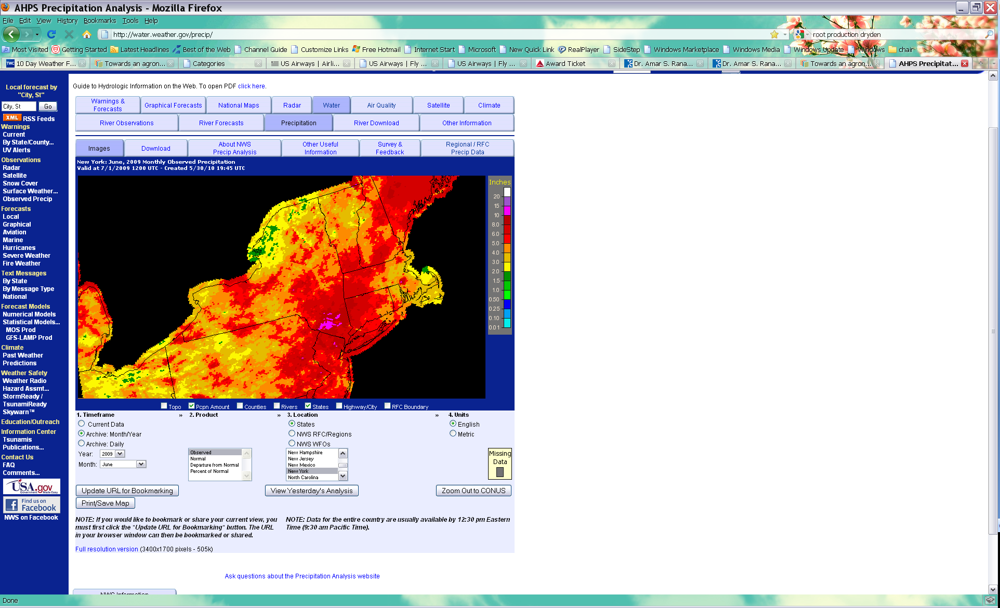 AHPS Precipitation Analysis - Mozilla Firefox
File Edit View History Bookmarks Tools Help
http://water.weather.gov/precip/
root production dryden
Most Visited Getting Started Latest Headlines Best of the Web Channel Guide Customize Links Free Hotmail Internet Start Microsoft New Quick Link RealPlayer SideStep Windows Marketplace Windows Media Windows Update Windows chair
TWC 10 Day Weather F... Towards an agron... Categories US Airways | Airli... US Airways | Fly ... US Airways | Fly ... Award Ticket Dr. Amar S. Rana... Dr. Amar S. Rana... Towards an agron... AHPS Precipitat...
Local forecast by
"City, St"
City, St Go
XML RSS Feeds
Warnings
Current
By State/County...
UV Alerts
Observations
Radar
Satellite
Snow Cover
Surface Weather...
Observed Precip
Forecasts
Local
Graphical
Aviation
Marine
Hurricanes
Severe Weather
Fire Weather
Text Messages
By State
By Message Type
National
Forecast Models
Numerical Models
Statistical Models...
MOS Prod
GFS-LAMP Prod
Climate
Past Weather
Predictions
Weather Safety
Weather Radio
Hazard Assmt...
StormReady /
TsunamiReady
Skywarn™
Education/Outreach
Information Center
Tsunamis
Publications...
Contact Us
FAQ
Comments...
USA.gov
Government Made Easy
Find us on
Facebook
NWS on Facebook
Guide to Hydrologic Information on the Web. To open PDF click here.
Warnings &
Forecasts
Graphical Forecasts National Maps Radar Water Air Quality Satellite Climate
River Observations River Forecasts Precipitation River Download Other Information
Images Download
About NWS
Precip Analysis
Other Useful
Information
Survey &
Feedback
Regional / RFC
Precip Data
New York: June, 2009 Monthly Observed Precipitation
Valid at 7/1/2009 1200 UTC - Created 5/30/10 19:45 UTC
Inches
20
15
10
8.0
6.0
5.0
4.0
3.0
2.0
1.5
1.0
0.50
0.25
0.10
0.01
Topo Pcpn Amount Counties Rivers States Highway/City RFC Boundary
1. Timeframe » 2. Product » 3. Location » 4. Units
Current Data
Archive: Month/Year
Archive: Daily
Year: 2009
Month: June
Observed
Normal
Departure from Normal
Percent of Normal
States
NWS RFC/Regions
NWS WFOs
New Hampshire
New Jersey
New Mexico
New York
North Carolina
English
Metric
Missing
Data
Update URL for Bookmarking View Yesterday's Analysis Zoom Out to CONUS
Print/Save Map
NOTE: If you would like to bookmark or share your current view, you
must first click the "Update URL for Bookmarking" button. The URL
in your browser window can then be bookmarked or shared.
NOTE: Data for the entire country are usually available by 12:30 pm Eastern
Time (9:30 am Pacific Time).
Full resolution version (3400x1700 pixels - 505k)
Ask questions about the Precipitation Analysis website
NWS Information
Done